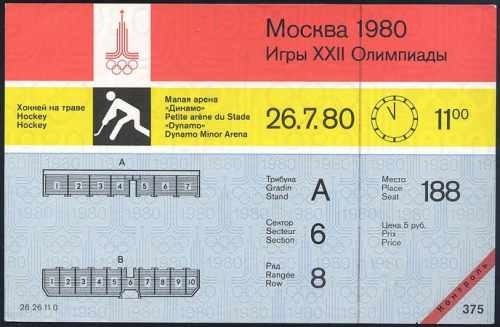 Москва 1980
Игры XXII Олимпиады
Хоккей на траве
Hockey
Hockey
Малая арена
«Динамо»
Petite arène du Stade
«Dynamo»
Dynamo Minor Arena
26.7.80
11⁰⁰
A
1 2 3 4 5 6 7
B
1 2 3 4 5 6 7 8 9 10
26 26 11 0
Трибуна
Gradin
Stand
A
Место
Place
Seat
188
Сектор
Secteur
Section
6
Цена 5 руб.
Prix
Price
Ряд
Rangée
Row
8
Контроль
375